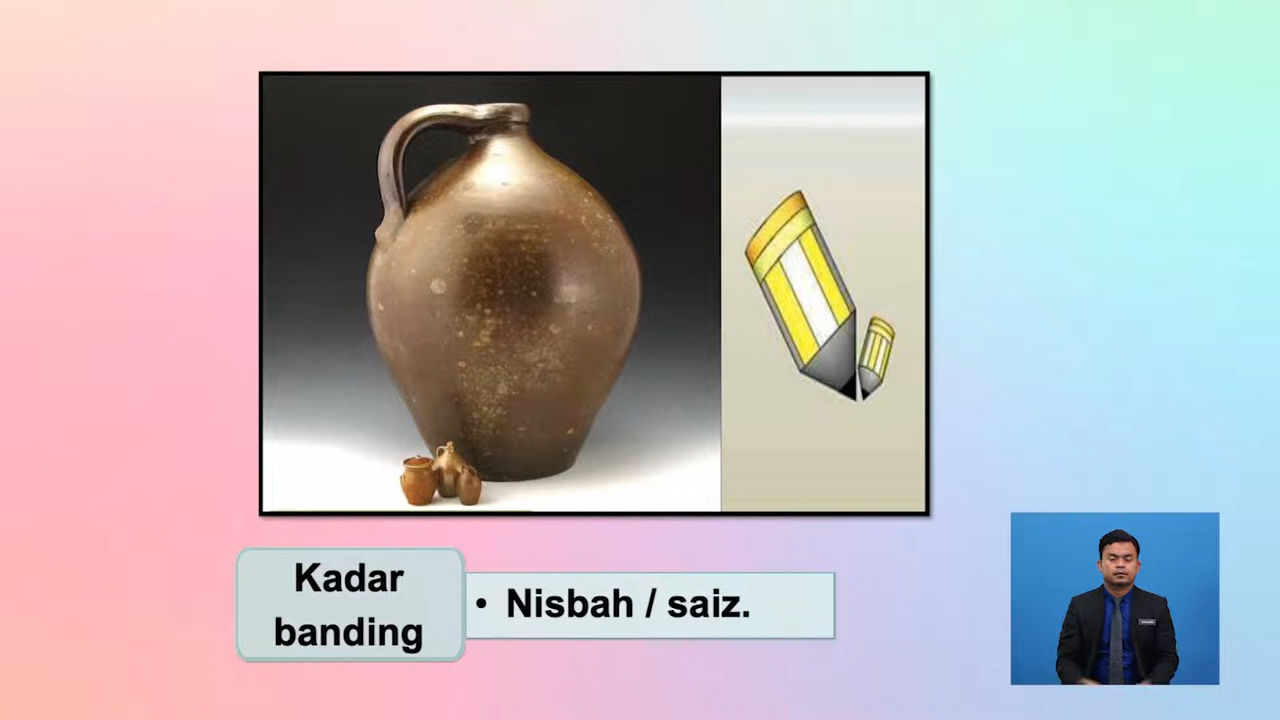 Kadar
banding
• Nisbah / saiz.